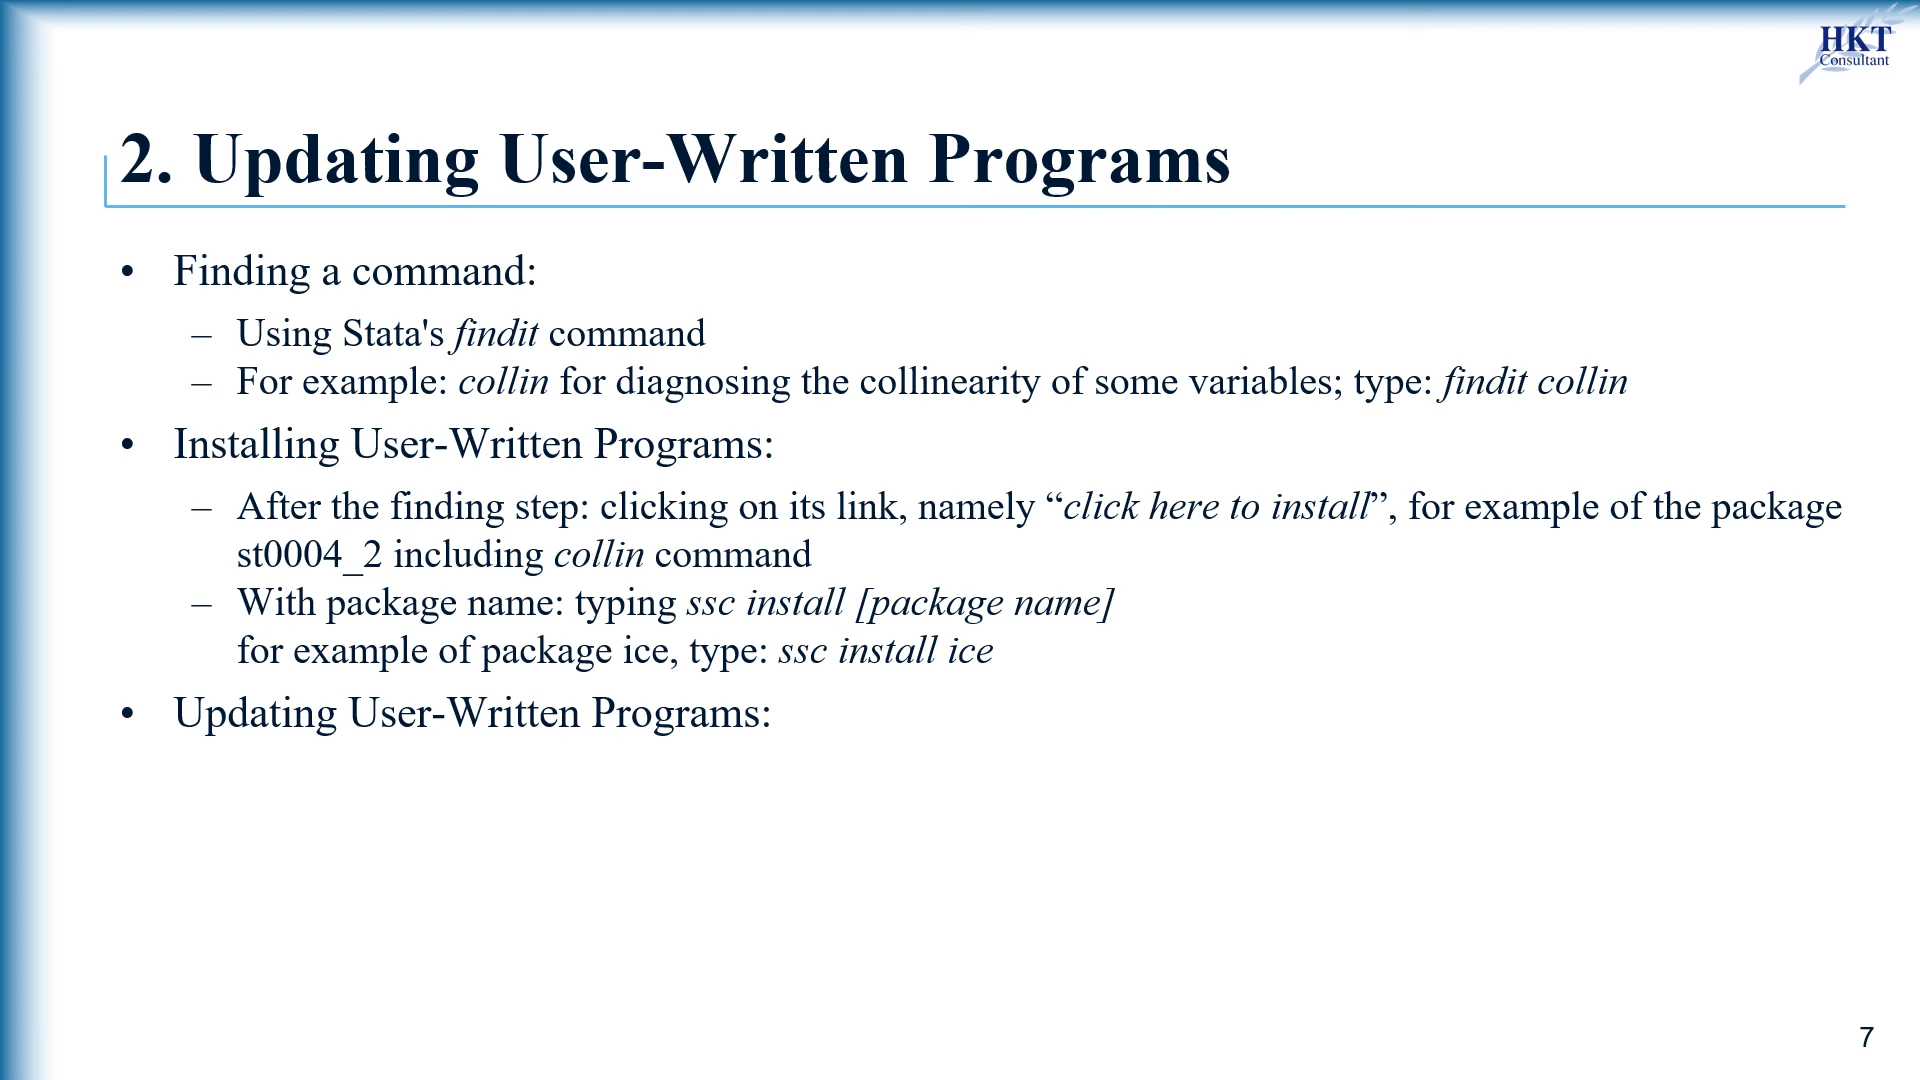 HKT
Consultant
2. Updating User-Written Programs
• Finding a command:
– Using Stata's findit command
– For example: collin for diagnosing the collinearity of some variables; type: findit collin
• Installing User-Written Programs:
– After the finding step: clicking on its link, namely “click here to install”, for example of the package
st0004_2 including collin command
– With package name: typing ssc install [package name]
for example of package ice, type: ssc install ice
• Updating User-Written Programs:
7